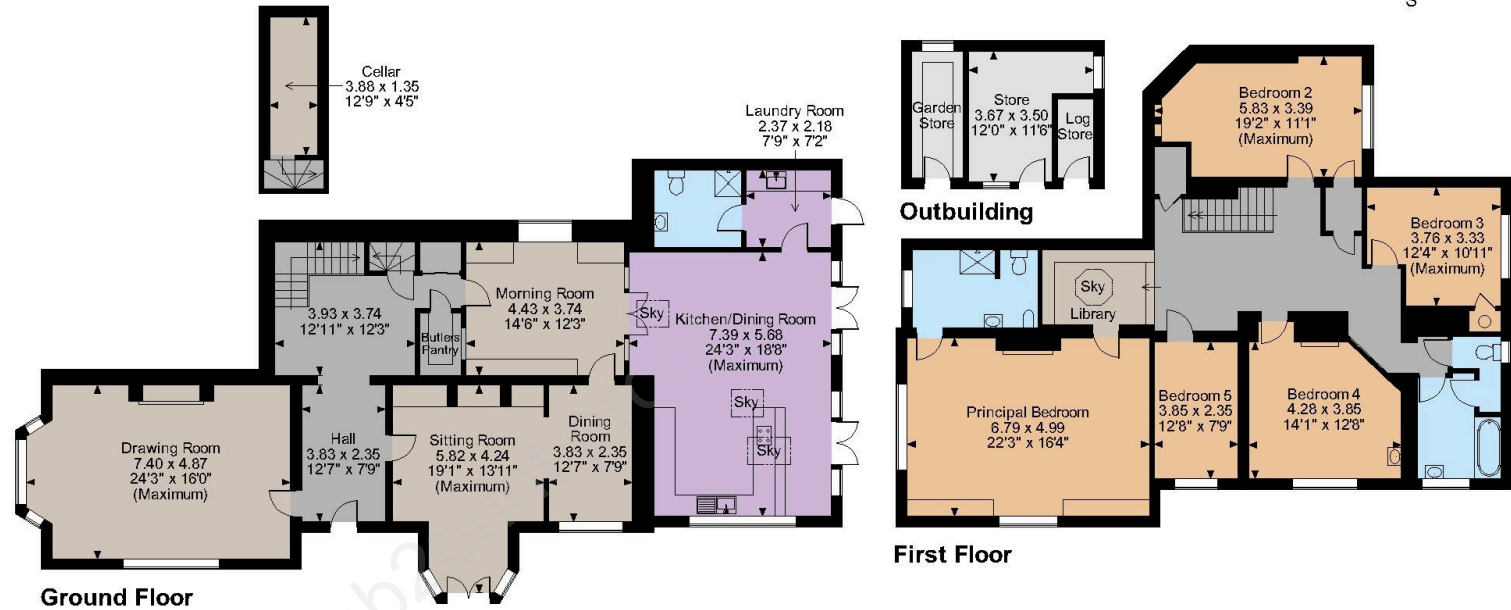 S
Cellar
3.88 x 1.35
12'9" x 4'5"
Laundry Room
2.37 x 2.18
7'9" x 7'2"
3.93 x 3.74
12'11" x 12'3"
Butlers
Pantry
Morning Room
4.43 x 3.74
14'6" x 12'3"
Sky
Kitchen/Dining Room
7.39 x 5.68
24'3" x 18'8"
(Maximum)
Sky
Sky
Drawing Room
7.40 x 4.87
24'3" x 16'0"
(Maximum)
Hall
3.83 x 2.35
12'7" x 7'9"
Sitting Room
5.82 x 4.24
19'1" x 13'11"
(Maximum)
Dining
Room
3.83 x 2.35
12'7" x 7'9"
Ground Floor
Garden
Store
Store
3.67 x 3.50
12'0" x 11'6"
Log
Store
Outbuilding
Bedroom 2
5.83 x 3.39
19'2" x 11'1"
(Maximum)
Bedroom 3
3.76 x 3.33
12'4" x 10'11"
(Maximum)
Sky
Library
Principal Bedroom
6.79 x 4.99
22'3" x 16'4"
Bedroom 5
3.85 x 2.35
12'8" x 7'9"
Bedroom 4
4.28 x 3.85
14'1" x 12'8"
First Floor